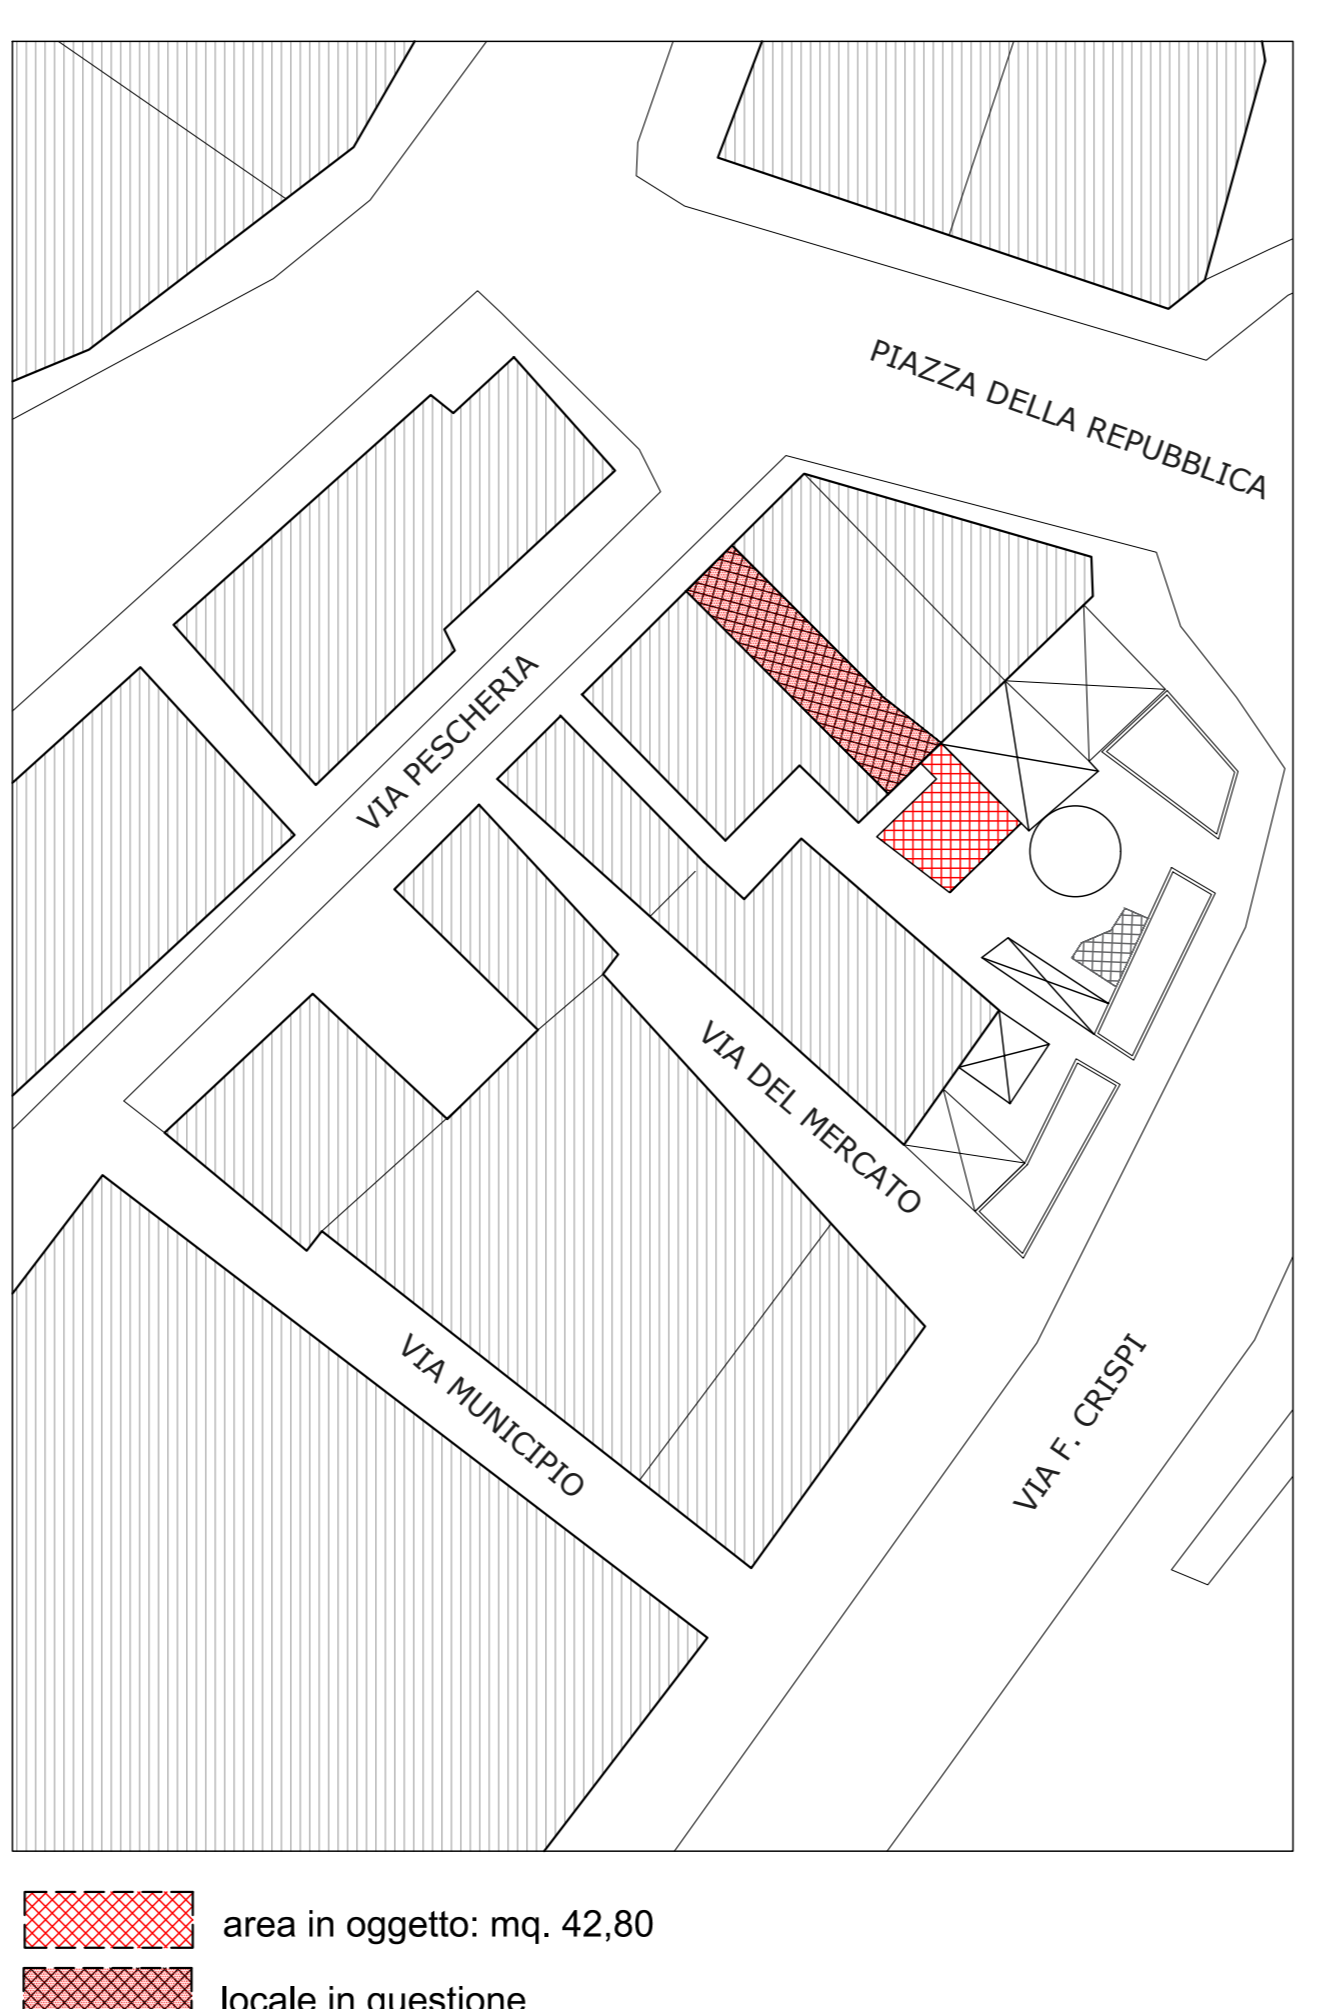 PIAZZA DELLA REPUBBLICA
VIA PESCHERIA
VIA DEL MERCATO
VIA MUNICIPIO
VIA F. CRISPI
area in oggetto: mq. 42,80
locale in questione